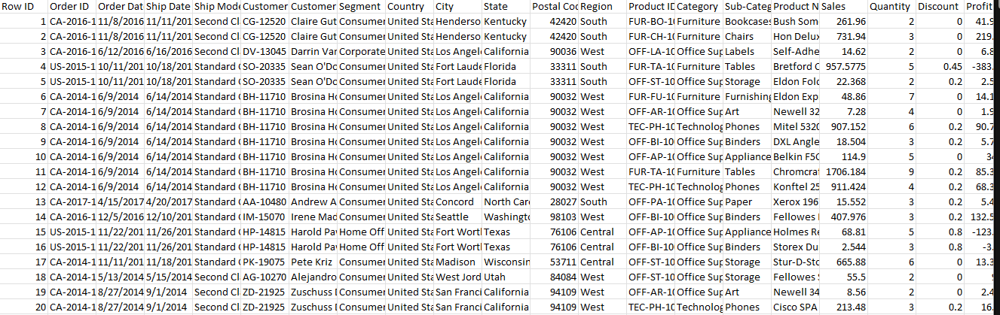 Row ID Order ID Order Dat Ship Date Ship Mode Customer Customer Segment Country City State Postal Coc Region Product ID Category Sub-Categ Product N Sales Quantity Discount Profit
1 CA-2016-1 11/8/2016 11/11/201 Second Cl CG-12520 Claire Gut Consumer United Sta Henderso Kentucky 42420 South FUR-BO-10 Furniture Bookcases Bush Som 261.96 2 0 41.9
2 CA-2016-1 11/8/2016 11/11/201 Second Cl CG-12520 Claire Gut Consumer United Sta Henderso Kentucky 42420 South FUR-CH-10 Furniture Chairs Hon Delux 731.94 3 0 219.
3 CA-2016-1 6/12/2016 6/16/2016 Second Cl DV-13045 Darrin Var Corporate United Sta Los Angel California 90036 West OFF-LA-10 Office Sup Labels Self-Adhe 14.62 2 0 6.8
4 US-2015-1 10/11/201 10/18/201 Standard SO-20335 Sean O'Do Consumer United Sta Fort Laude Florida 33311 South FUR-TA-10 Furniture Tables Bretford C 957.5775 5 0.45 -383.
5 US-2015-1 10/11/201 10/18/201 Standard SO-20335 Sean O'Do Consumer United Sta Fort Laude Florida 33311 South OFF-ST-10 Office Sup Storage Eldon Fold 22.368 2 0.2 2.5
6 CA-2014-1 6/9/2014 6/14/2014 Standard BH-11710 Brosina Ho Consumer United Sta Los Angel California 90032 West FUR-FU-10 Furniture Furnishing Eldon Exp 48.86 7 0 14.1
7 CA-2014-1 6/9/2014 6/14/2014 Standard BH-11710 Brosina Ho Consumer United Sta Los Angel California 90032 West OFF-AR-10 Office Sup Art Newell 32 7.28 4 0 1.9
8 CA-2014-1 6/9/2014 6/14/2014 Standard BH-11710 Brosina Ho Consumer United Sta Los Angel California 90032 West TEC-PH-10 Technolog Phones Mitel 5320 907.152 6 0.2 90.7
9 CA-2014-1 6/9/2014 6/14/2014 Standard BH-11710 Brosina Ho Consumer United Sta Los Angel California 90032 West OFF-BI-100 Office Sup Binders DXL Angle 18.504 3 0.2 5.7
10 CA-2014-1 6/9/2014 6/14/2014 Standard BH-11710 Brosina Ho Consumer United Sta Los Angel California 90032 West OFF-AP-10 Office Sup Appliance Belkin F5C 114.9 5 0 34
11 CA-2014-1 6/9/2014 6/14/2014 Standard BH-11710 Brosina Ho Consumer United Sta Los Angel California 90032 West FUR-TA-10 Furniture Tables Chromcraf 1706.184 9 0.2 85.3
12 CA-2014-1 6/9/2014 6/14/2014 Standard BH-11710 Brosina Ho Consumer United Sta Los Angel California 90032 West TEC-PH-10 Technolog Phones Konftel 25 911.424 4 0.2 68.3
13 CA-2017-1 4/15/2017 4/20/2017 Standard AA-10480 Andrew A Consumer United Sta Concord North Car 28027 South OFF-PA-10 Office Sup Paper Xerox 196 15.552 3 0.2 5.4
14 CA-2016-1 12/5/2016 12/10/201 Standard IM-15070 Irene Mad Consumer United Sta Seattle Washingt 98103 West OFF-BI-100 Office Sup Binders Fellowes 407.976 3 0.2 132.5
15 US-2015-1 11/22/201 11/26/201 Standard HP-14815 Harold Pav Home Off United Sta Fort Wort Texas 76106 Central OFF-AP-10 Office Sup Appliance Holmes Re 68.81 5 0.8 -123.
16 US-2015-1 11/22/201 11/26/201 Standard HP-14815 Harold Pav Home Off United Sta Fort Wort Texas 76106 Central OFF-BI-100 Office Sup Binders Storex Du 2.544 3 0.8 -3.
17 CA-2014-1 11/11/201 11/18/201 Standard PK-19075 Pete Kriz Consumer United Sta Madison Wisconsin 53711 Central OFF-ST-10 Office Sup Storage Stur-D-Sto 665.88 6 0 13.3
18 CA-2014-1 5/13/2014 5/15/2014 Second Cl AG-10270 Alejandro Consumer United Sta West Jord Utah 84084 West OFF-ST-10 Office Sup Storage Fellowes 55.5 2 0
19 CA-2014-1 8/27/2014 9/1/2014 Second Cl ZD-21925 Zuschuss Consumer United Sta San Franci California 94109 West OFF-AR-10 Office Sup Art Newell 34 8.56 2 0 2.4
20 CA-2014-1 8/27/2014 9/1/2014 Second Cl ZD-21925 Zuschuss Consumer United Sta San Franci California 94109 West TEC-PH-10 Technolog Phones Cisco SPA 213.48 3 0.2 16.